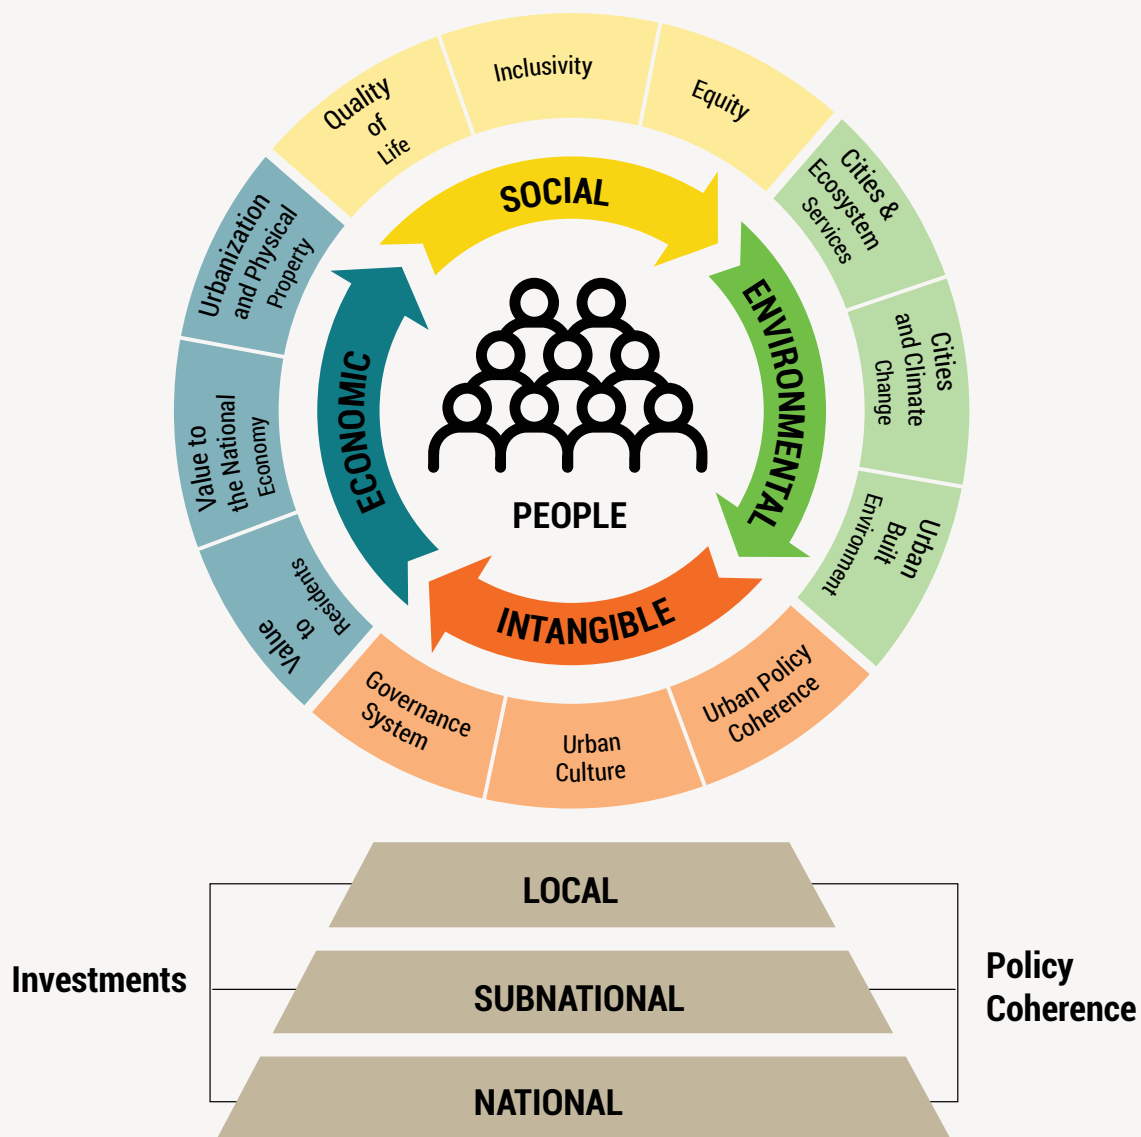 Quality
of
Life
Inclusivity
Equity
Cities &
Ecosystem
Services
Cities
and Climate
Change
Urban
Built
Environment
Urban Policy
Coherence
Urban
Culture
Governance
System
Value
to
Residents
Value to
the National
Economy
Urbanization
and Physical
Property
SOCIAL
ENVIRONMENTAL
INTANGIBLE
ECONOMIC
PEOPLE
LOCAL
SUBNATIONAL
NATIONAL
Investments
Policy
Coherence